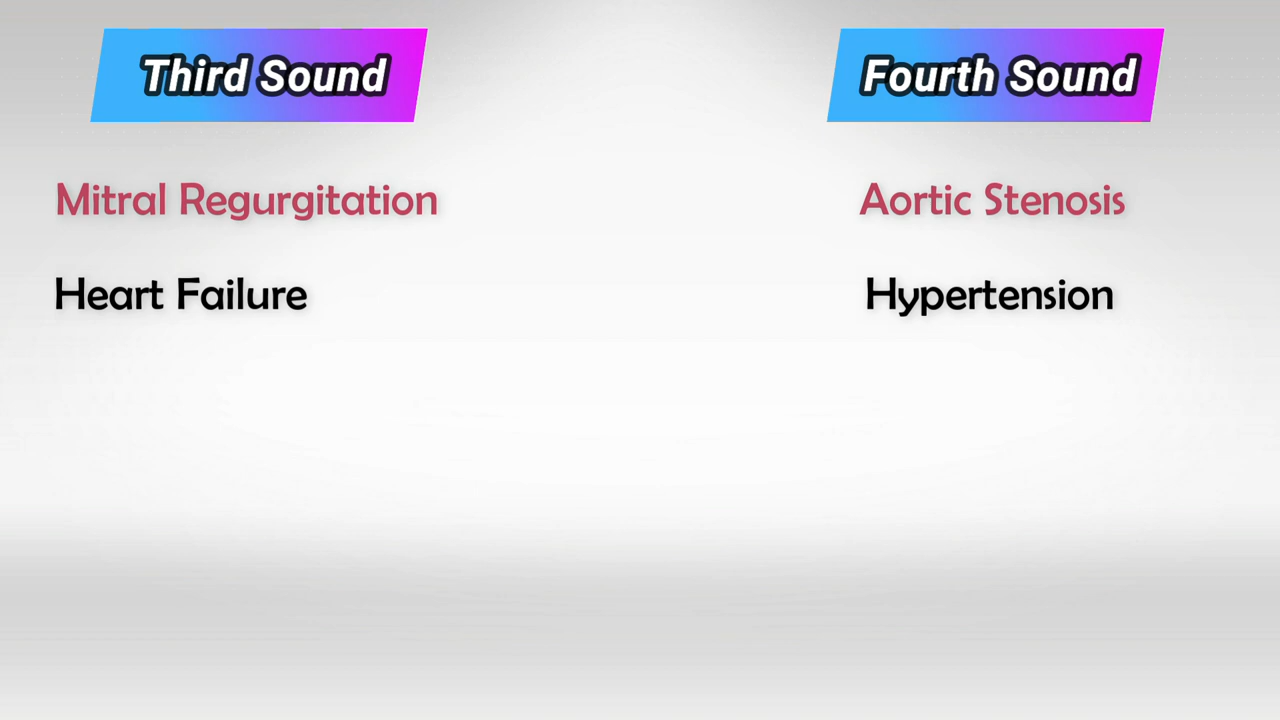 Third Sound
Fourth Sound
Mitral Regurgitation
Aortic Stenosis
Heart Failure
Hypertension